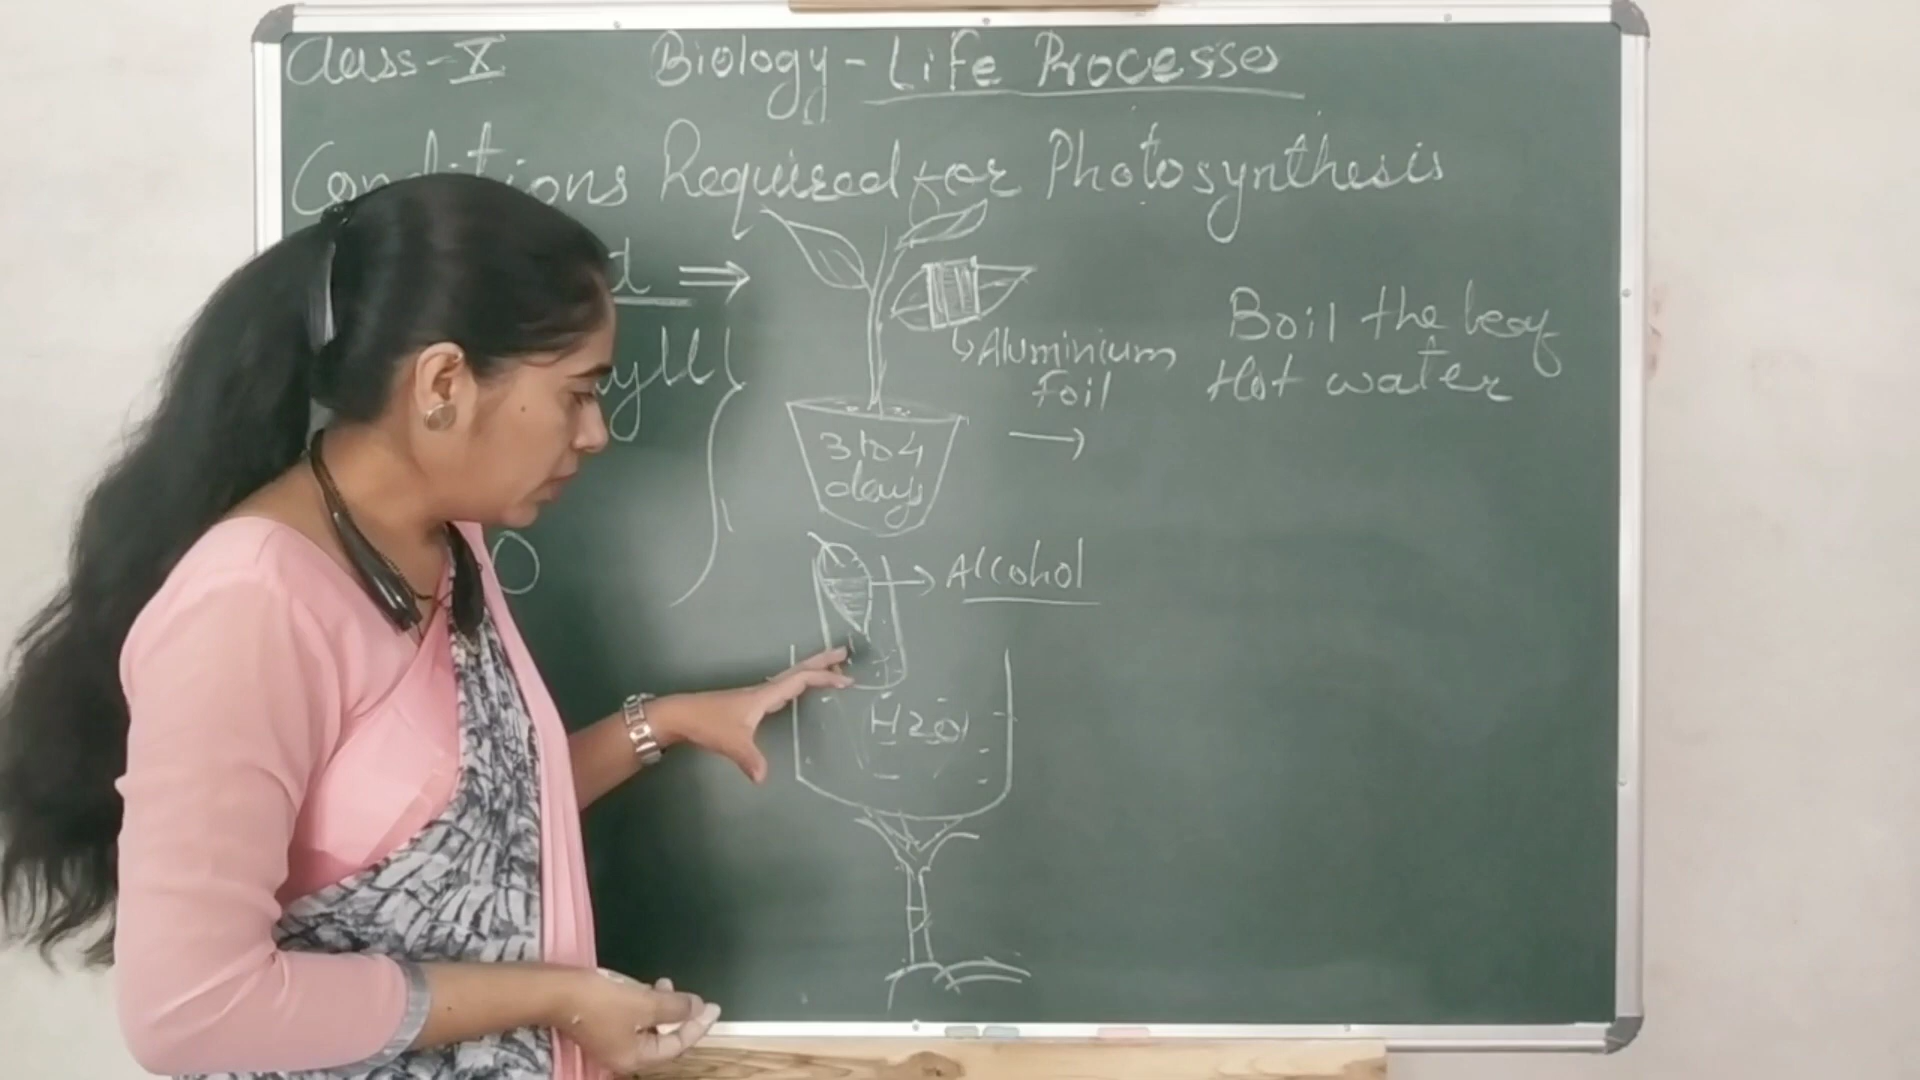 Class-X Biology - Life Processes
Conditions Required for Photosynthesis
Aluminium
Foil
Boil the leaf
Hot water
3 to 4
days
Alcohol
H2O